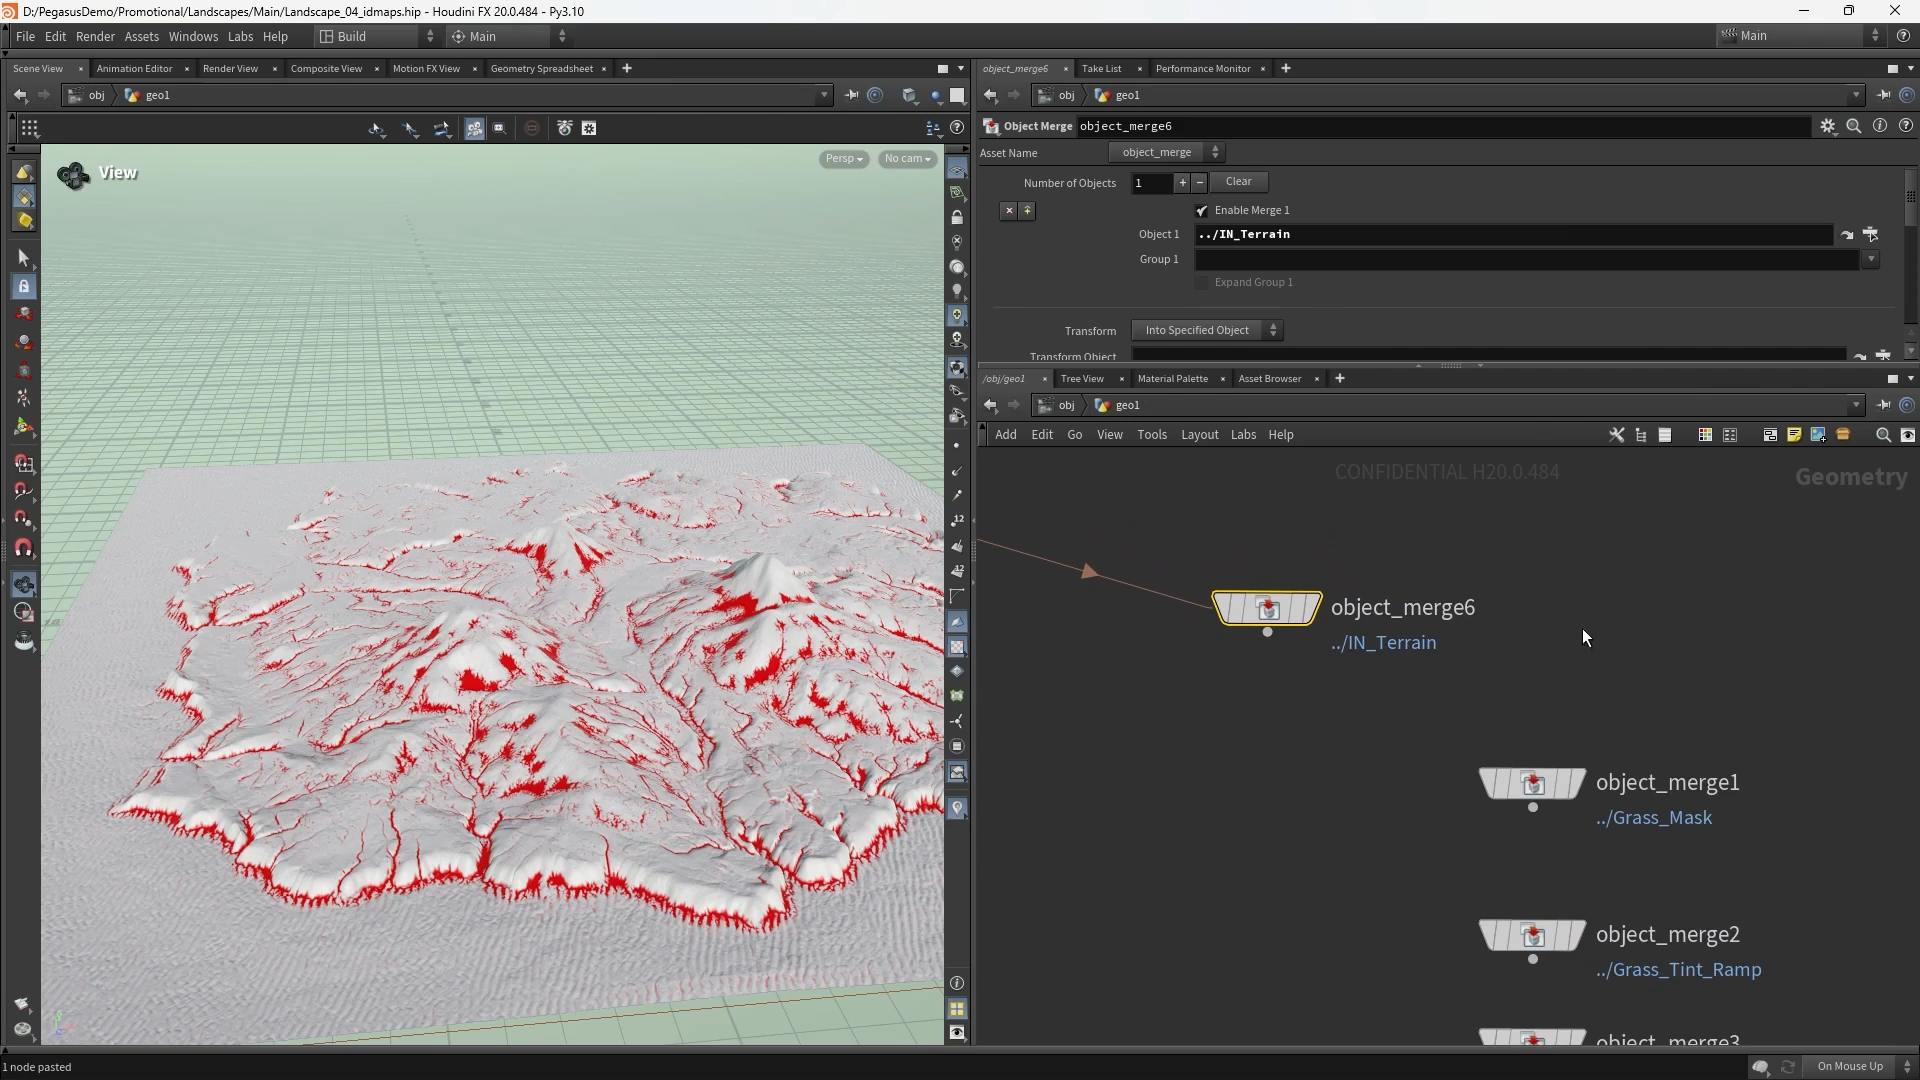 D:/PegasusDemo/Promotional/Landscapes/Main/Landscape_04_idmaps.hip - Houdini FX 20.0.484 - Py3.10
File Edit Render Assets Windows Labs Help Build Main Main
Scene View Animation Editor Render View Composite View Motion FX View Geometry Spreadsheet
obj geo1
View
Persp No cam
12
12
object_merge6 Take List Performance Monitor
obj geo1
Object Merge object_merge6
Asset Name object_merge
Number of Objects 1 Clear
Enable Merge 1
Object 1 ../IN_Terrain
Group 1
Expand Group 1
Transform Into Specified Object
Transform Object
/obj/geo1 Tree View Material Palette Asset Browser
obj geo1
Add Edit Go View Tools Layout Labs Help
CONFIDENTIAL H20.0.484 Geometry
object_merge6
../IN_Terrain
object_merge1
../Grass_Mask
object_merge2
../Grass_Tint_Ramp
object_merge3
1 node pasted
On Mouse Up